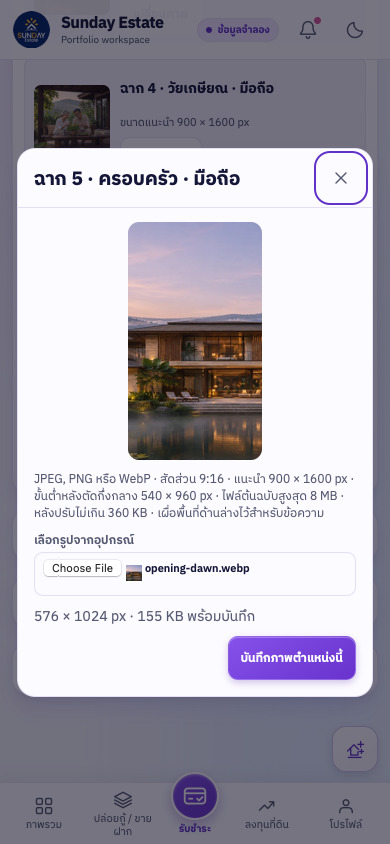 Sunday Estate
Portfolio workspace
ข้อมูลจำลอง
SUNDAY
ESTATE
ฉาก 4 · วัยเกษียณ · มือถือ
ขนาดแนะนำ 900 × 1600 px
ฉาก 5 · ครอบครัว · มือถือ
JPEG, PNG หรือ WebP · สัดส่วน 9:16 · แนะนำ 900 × 1600 px ·
ขั้นต่ำหลังตัดกึ่งกลาง 540 × 960 px · ไฟล์ต้นฉบับสูงสุด 8 MB ·
หลังปรับไม่เกิน 360 KB · เผื่อพื้นที่ด้านล่างไว้สำหรับข้อความ
เลือกรูปจากอุปกรณ์
Choose File opening-dawn.webp
576 × 1024 px · 155 KB พร้อมบันทึก
บันทึกภาพตำแหน่งนี้
ภาพรวม
ปล่อยกู้ / ขาย
ฝาก
รับชำระ
ลงทุนที่ดิน
โปรไฟล์